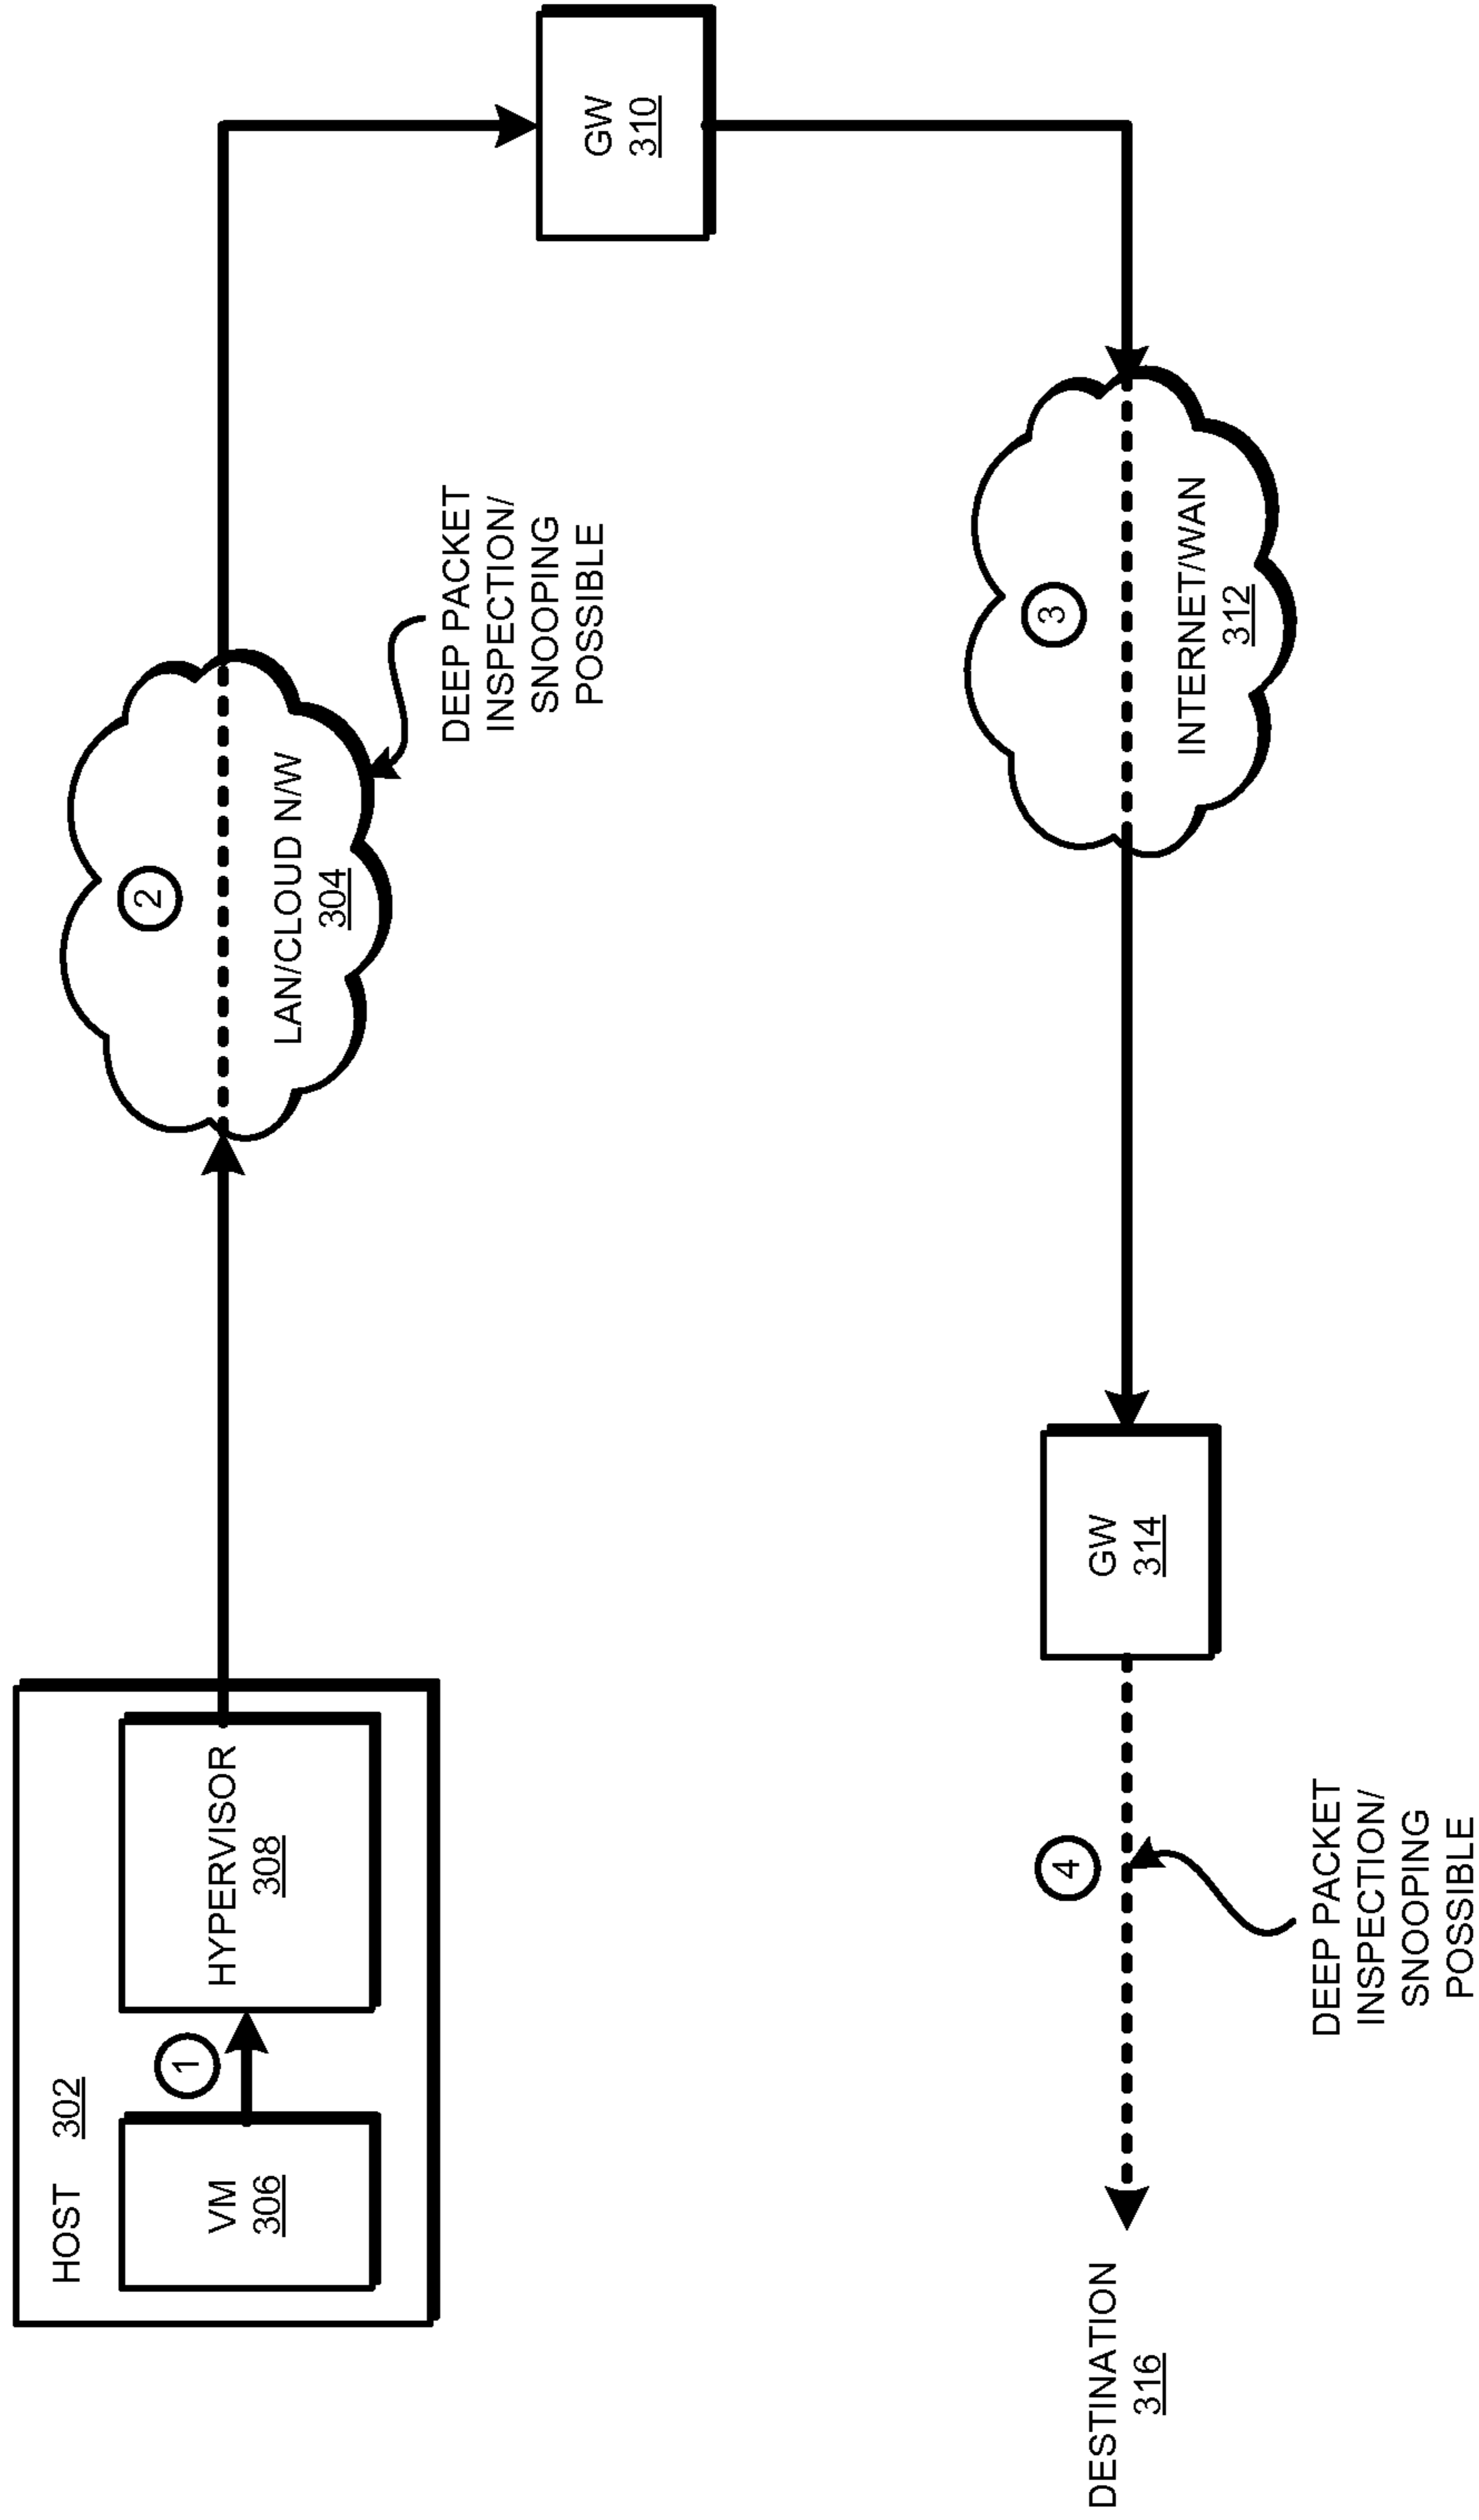 HOST 302
VM
306
1
HYPERVISOR
308
2
LAN/CLOUD N/W
304
DEEP PACKET
INSPECTION/
SNOOPING
POSSIBLE
GW
310
3
INTERNET/WAN
312
GW
314
4
DEEP PACKET
INSPECTION/
SNOOPING
POSSIBLE
DESTINATION
316